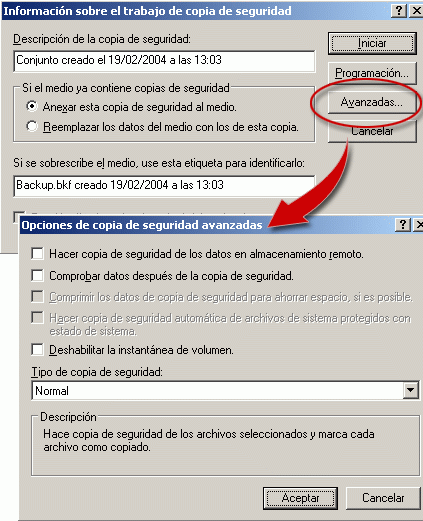 Información sobre el trabajo de copia de seguridad
Descripción de la copia de seguridad:
Conjunto creado el 19/02/2004 a las 13:03
Iniciar
Programación...
Avanzadas...
Cancelar
Si el medio ya contiene copias de seguridad
Anexar esta copia de seguridad al medio.
Reemplazar los datos del medio con los de esta copia.
Si se sobrescribe el medio, use esta etiqueta para identificarlo:
Backup.bkf creado 19/02/2004 a las 13:03
Opciones de copia de seguridad avanzadas
Hacer copia de seguridad de los datos en almacenamiento remoto.
Comprobar datos después de la copia de seguridad.
Comprimir los datos de copia de seguridad para ahorrar espacio, si es posible.
Hacer copia de seguridad automática de archivos de sistema protegidos con
estado de sistema.
Deshabilitar la instantánea de volumen.
Tipo de copia de seguridad:
Normal
Descripción
Hace copia de seguridad de los archivos seleccionados y marca cada
archivo como copiado.
Aceptar
Cancelar